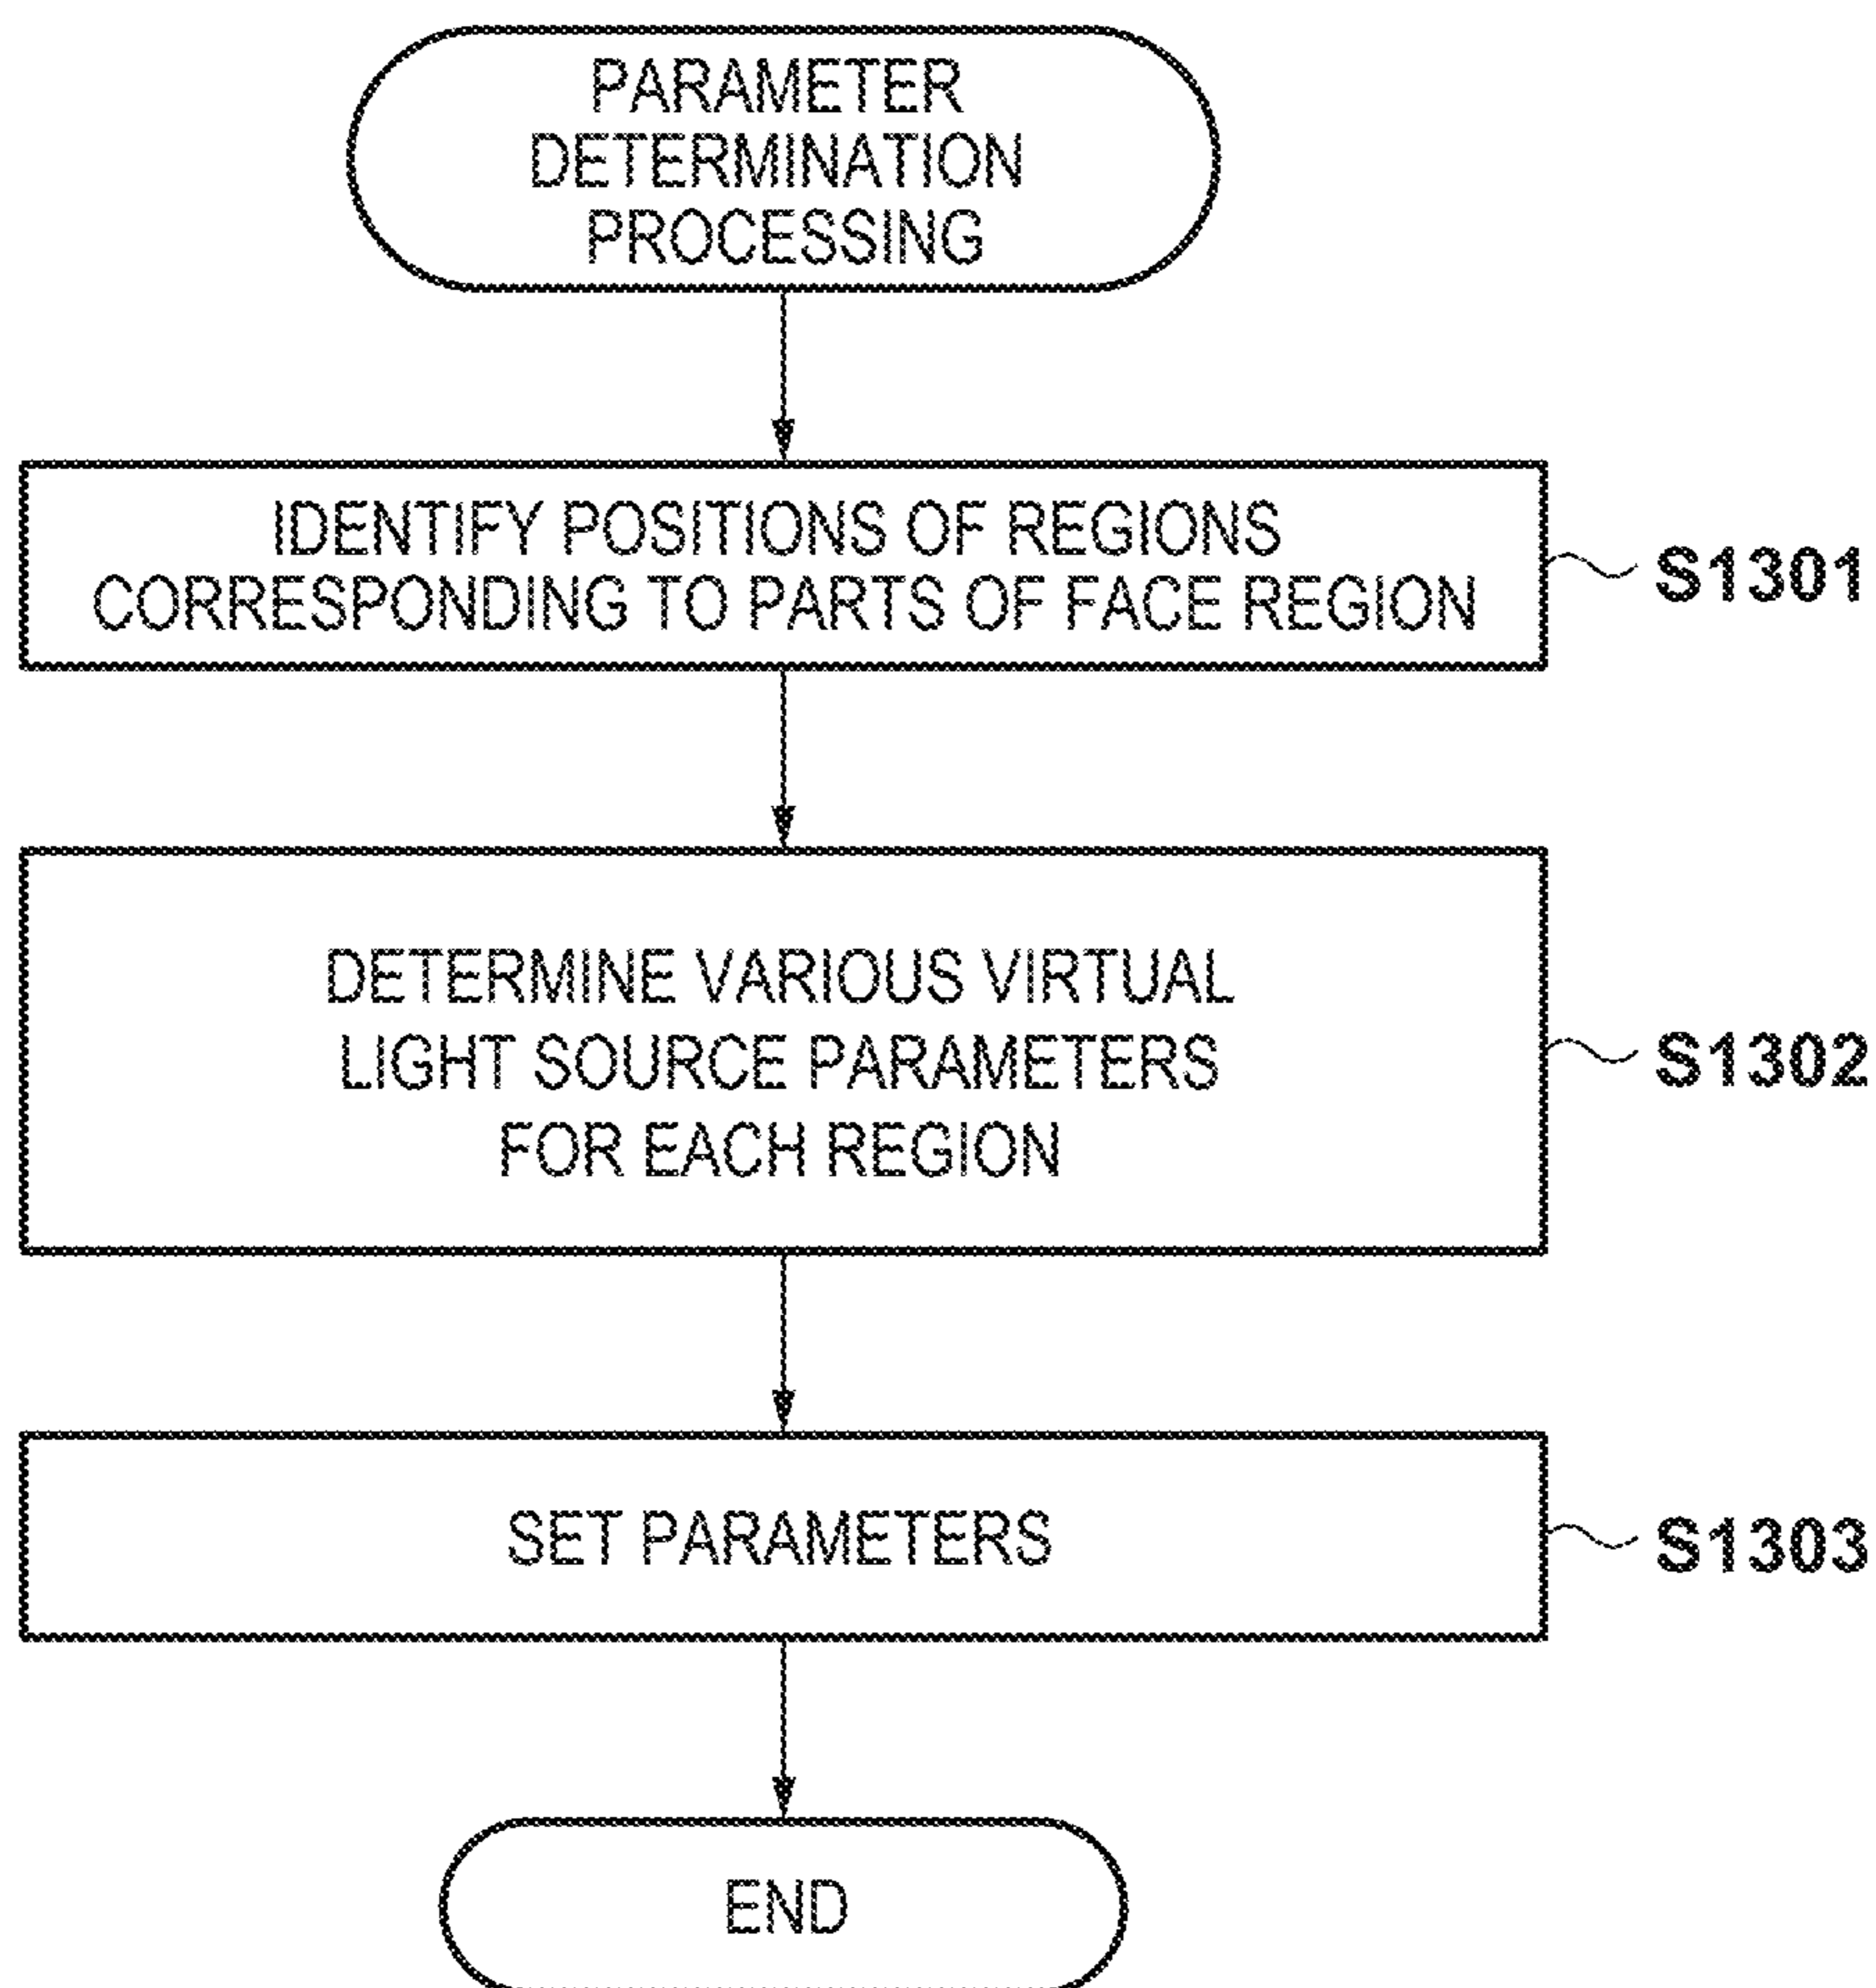 PARAMETER
DETERMINATION
PROCESSING
IDENTIFY POSITIONS OF REGIONS
CORRESPONDING TO PARTS OF FACE REGION
S1301
DETERMINE VARIOUS VIRTUAL
LIGHT SOURCE PARAMETERS
FOR EACH REGION
S1302
SET PARAMETERS
S1303
END